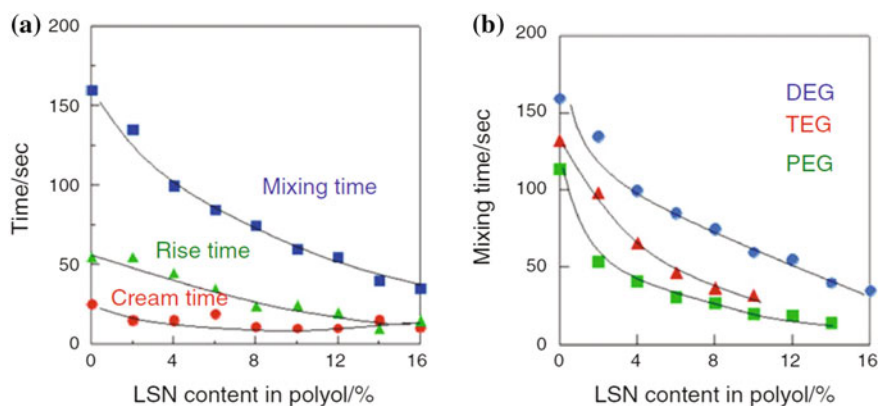 (a)
200
150
100
50
0
Time/sec
Mixing time
Rise time
Cream time
0 4 8 12 16
LSN content in polyol/%
(b)
200
150
100
50
0
Mixing time/sec
DEG
TEG
PEG
0 4 8 12 16
LSN content in polyol/%